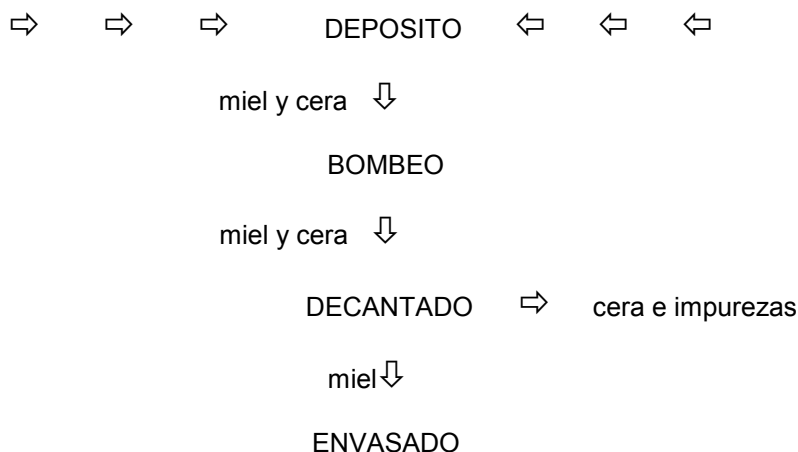 ⇨ ⇨ ⇨ DEPOSITO ⇦ ⇦ ⇦
miel y cera ⇩
BOMBEO
miel y cera ⇩
DECANTADO ⇨ cera e impurezas
miel⇩
ENVASADO